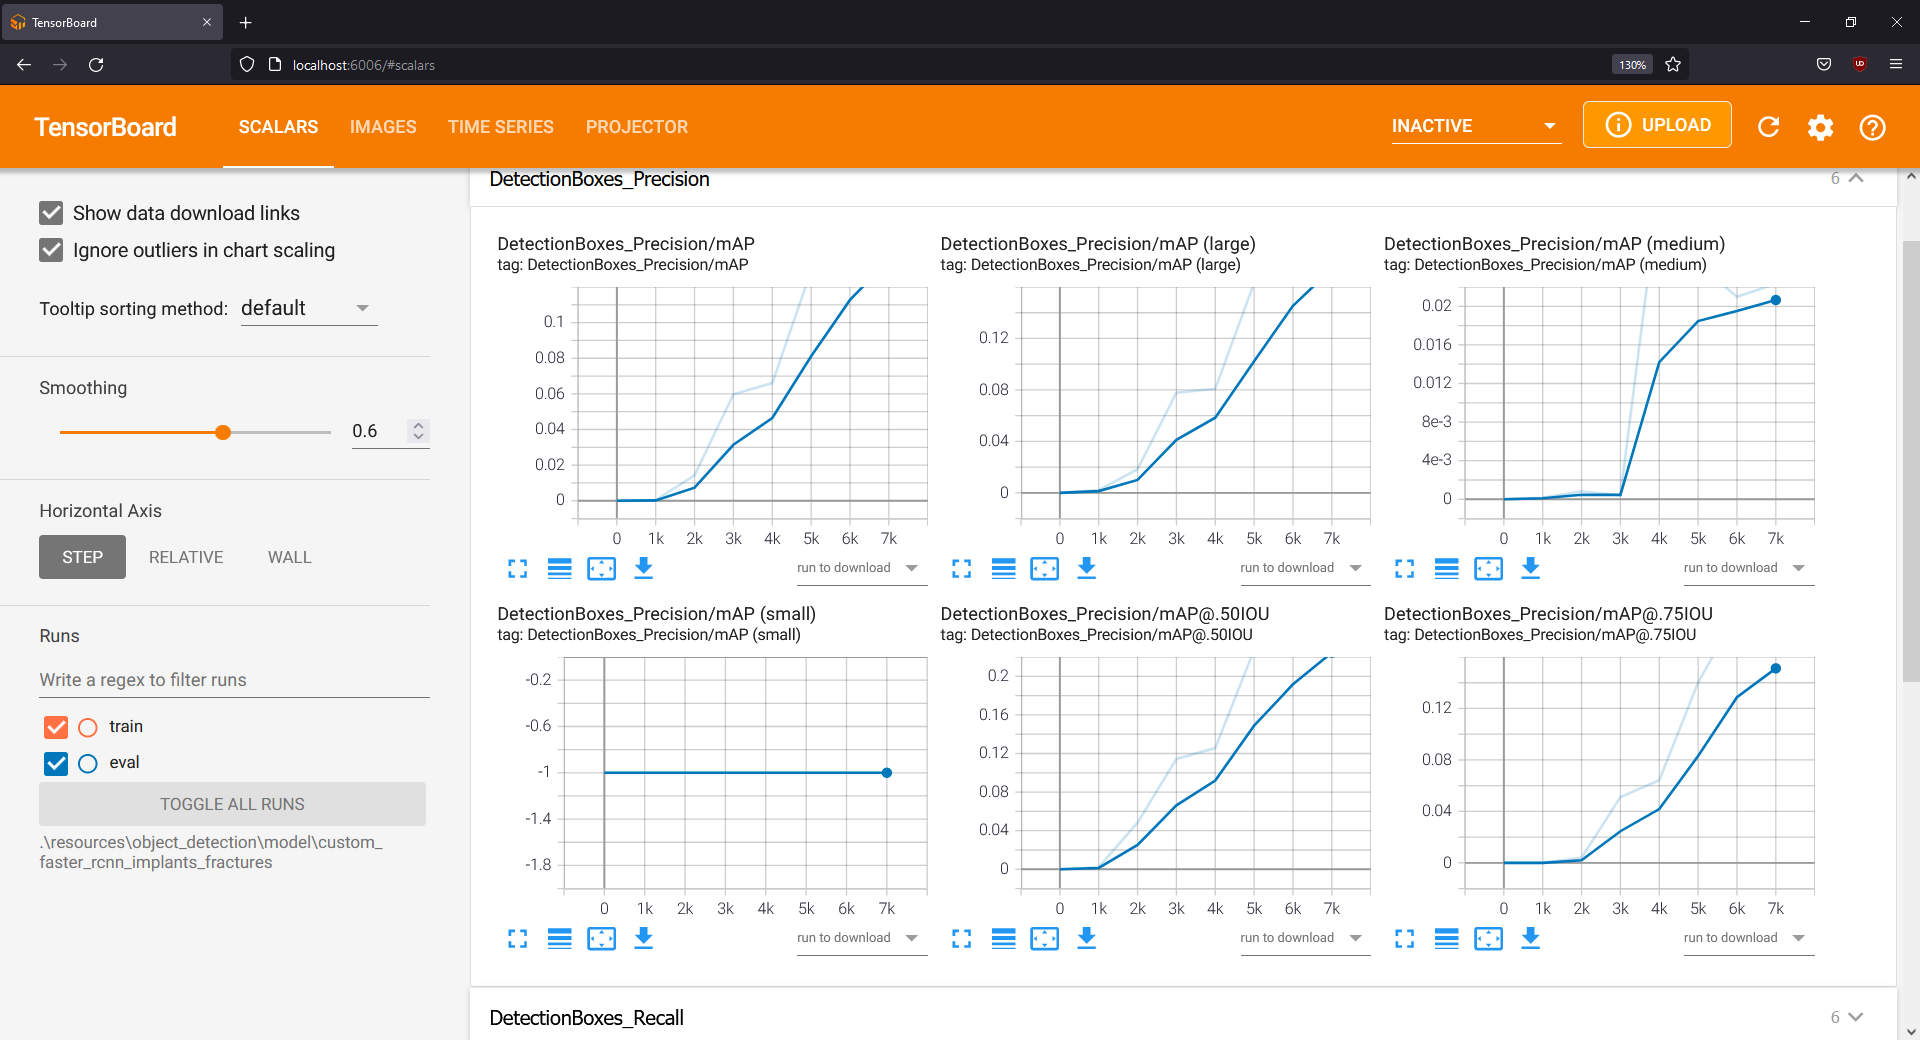 TensorBoard
localhost:6006/#scalars
130%
TensorBoard
SCALARS
IMAGES
TIME SERIES
PROJECTOR
INACTIVE
UPLOAD
Show data download links
Ignore outliers in chart scaling
Tooltip sorting method: default
Smoothing
0.6
Horizontal Axis
STEP
RELATIVE
WALL
Runs
Write a regex to filter runs
train
eval
TOGGLE ALL RUNS
.\resources\object_detection\model\custom_
faster_rcnn_implants_fractures
DetectionBoxes_Precision
6
DetectionBoxes_Precision/mAP
tag: DetectionBoxes_Precision/mAP
0.1
0.08
0.06
0.04
0.02
0
0 1k 2k 3k 4k 5k 6k 7k
run to download
DetectionBoxes_Precision/mAP (large)
tag: DetectionBoxes_Precision/mAP (large)
0.12
0.08
0.04
0
0 1k 2k 3k 4k 5k 6k 7k
run to download
DetectionBoxes_Precision/mAP (medium)
tag: DetectionBoxes_Precision/mAP (medium)
0.02
0.016
0.012
8e-3
4e-3
0
0 1k 2k 3k 4k 5k 6k 7k
run to download
DetectionBoxes_Precision/mAP (small)
tag: DetectionBoxes_Precision/mAP (small)
-0.2
-0.6
-1
-1.4
-1.8
0 1k 2k 3k 4k 5k 6k 7k
run to download
DetectionBoxes_Precision/mAP@.50IOU
tag: DetectionBoxes_Precision/mAP@.50IOU
0.2
0.16
0.12
0.08
0.04
0
0 1k 2k 3k 4k 5k 6k 7k
run to download
DetectionBoxes_Precision/mAP@.75IOU
tag: DetectionBoxes_Precision/mAP@.75IOU
0.12
0.08
0.04
0
0 1k 2k 3k 4k 5k 6k 7k
run to download
DetectionBoxes_Recall
6